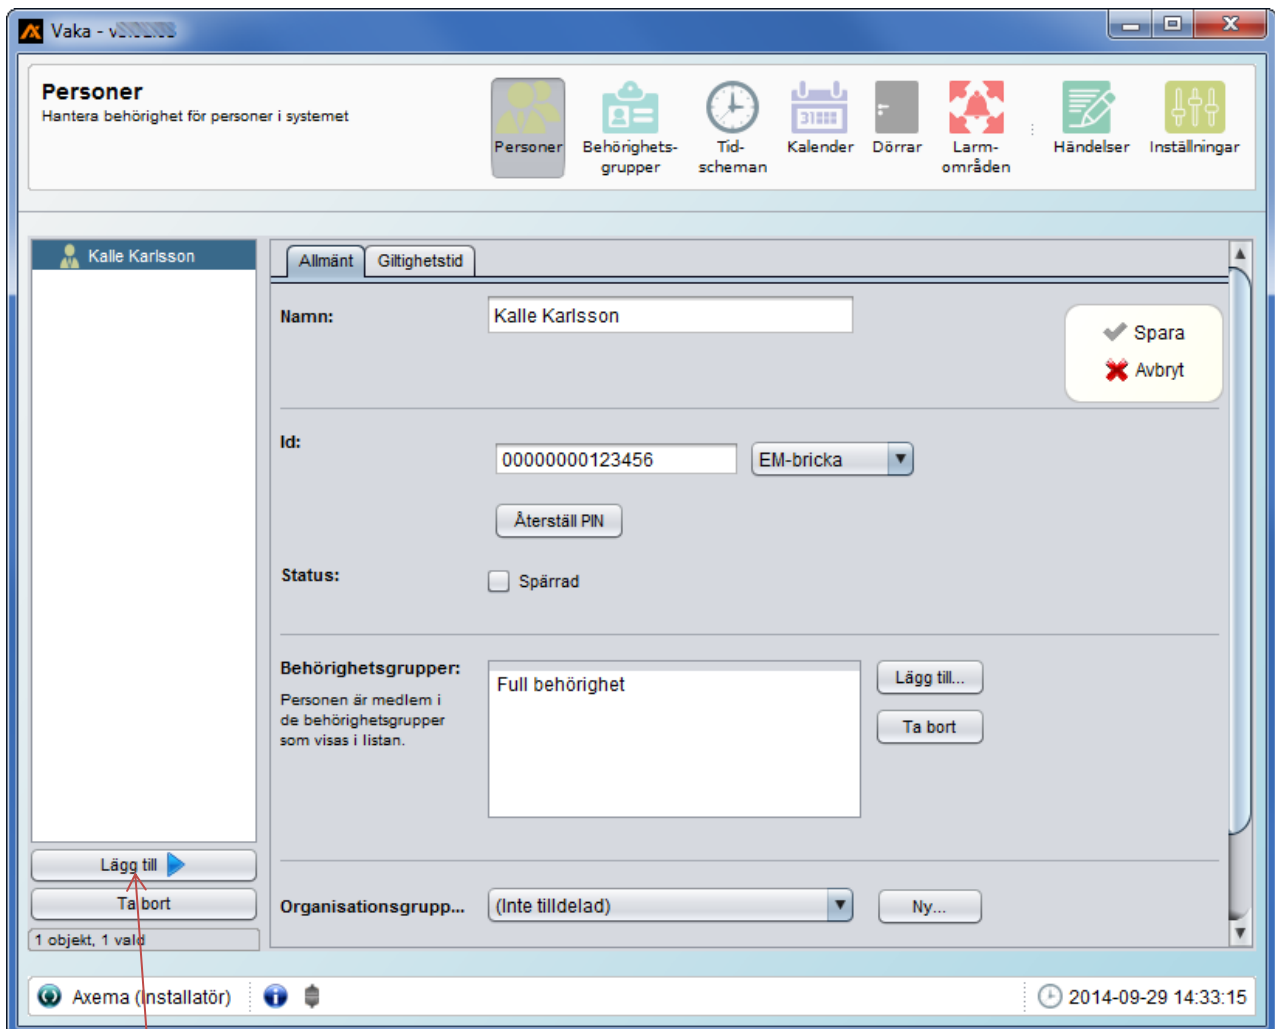 Vaka -
Personer
Hantera behörighet för personer i systemet
Personer
Behörighets-
grupper
Tid-
scheman
31
Kalender
Dörrar
Larm-
områden
Händelser
Inställningar
Kalle Karlsson
Allmänt
Giltighetstid
Namn:
Kalle Karlsson
Spara
Avbryt
Id:
00000000123456
EM-bricka
Återställ PIN
Status:
Spärrad
Behörighetsgrupper:
Personen är medlem i
de behörighetsgrupper
som visas i listan.
Full behörighet
Lägg till...
Ta bort
Lägg till
Ta bort
1 objekt, 1 vald
Organisationsgrupp...
(Inte tilldelad)
Ny...
Axema (Installatör)
2014-09-29 14:33:15